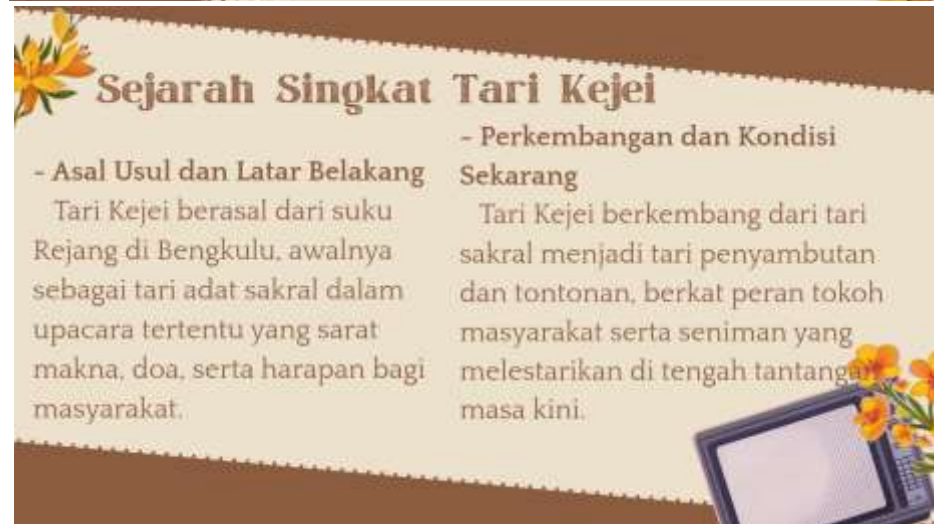 Sejarah Singkat Tari Kejei
- Asal Usul dan Latar Belakang
Tari Kejei berasal dari suku
Rejang di Bengkulu, awalnya
sebagai tari adat sakral dalam
upacara tertentu yang sarat
makna, doa, serta harapan bagi
masyarakat.
- Perkembangan dan Kondisi
Sekarang
Tari Kejei berkembang dari tari
sakral menjadi tari penyambutan
dan tontonan, berkat peran tokoh
masyarakat serta seniman yang
melestarikan di tengah tantangan
masa kini.